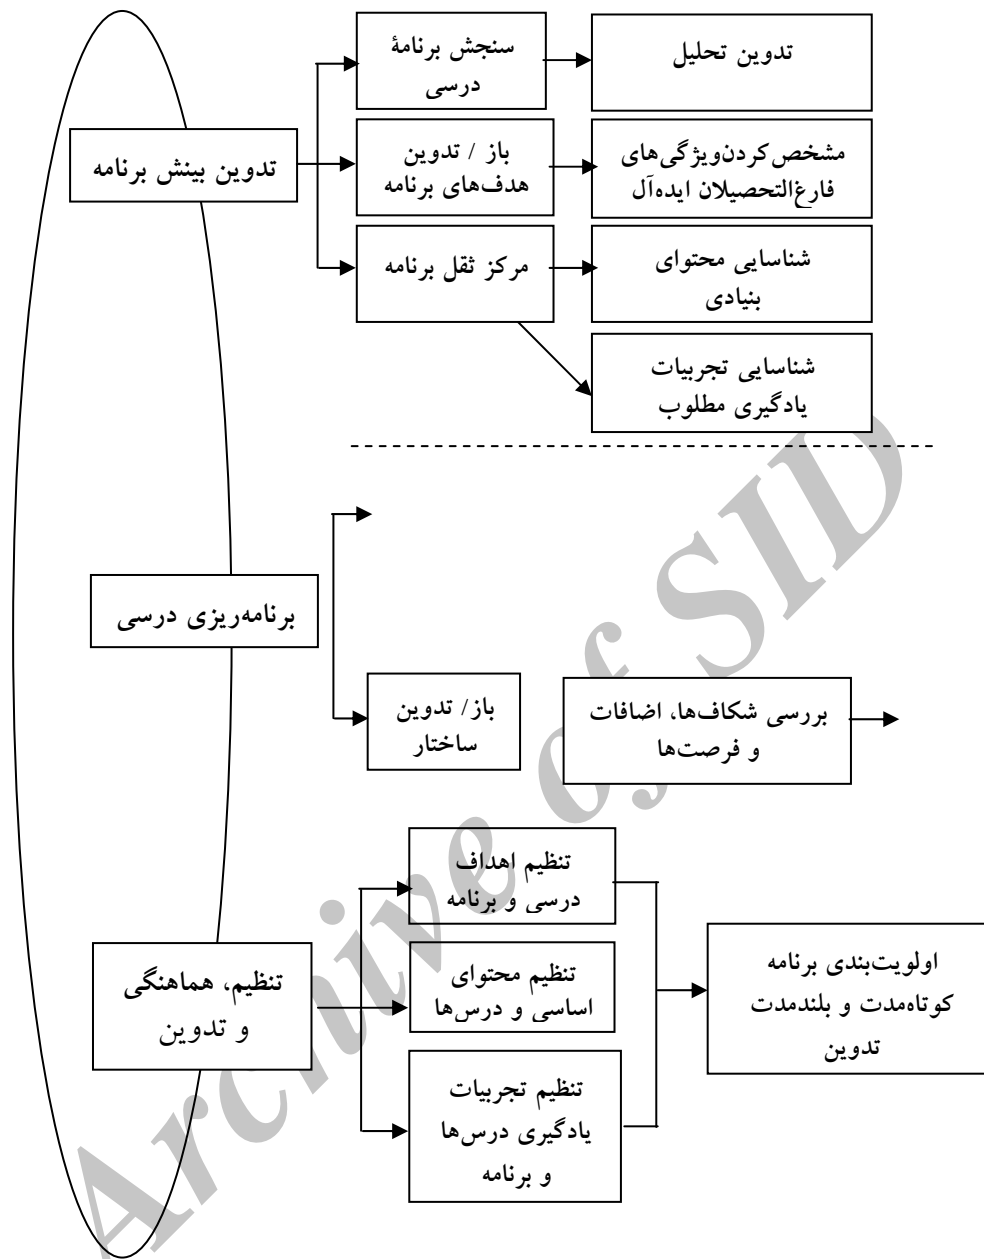 سنجش برنامهٔ
درسی
تدوین تحلیل
تدوین بینش برنامه
باز / تدوین
هدف‌های برنامه
مشخص‌کردن‌ویژگی‌های
فارغ‌التحصیلان ایده‌آل
مرکز ثقل برنامه
شناسایی محتوای
بنیادی
شناسایی تجربیات
یادگیری مطلوب
برنامه‌ریزی درسی
باز/ تدوین
ساختار
بررسی شکاف‌ها، اضافات
و فرصت‌ها
تنظیم، هماهنگی
و تدوین
تنظیم اهداف
درسی و برنامه
تنظیم محتوای
اساسی و درس‌ها
تنظیم تجربیات
یادگیری درس‌ها
و برنامه
اولویت‌بندی برنامه
کوتاه‌مدت و بلندمدت
تدوین
Archive of SID